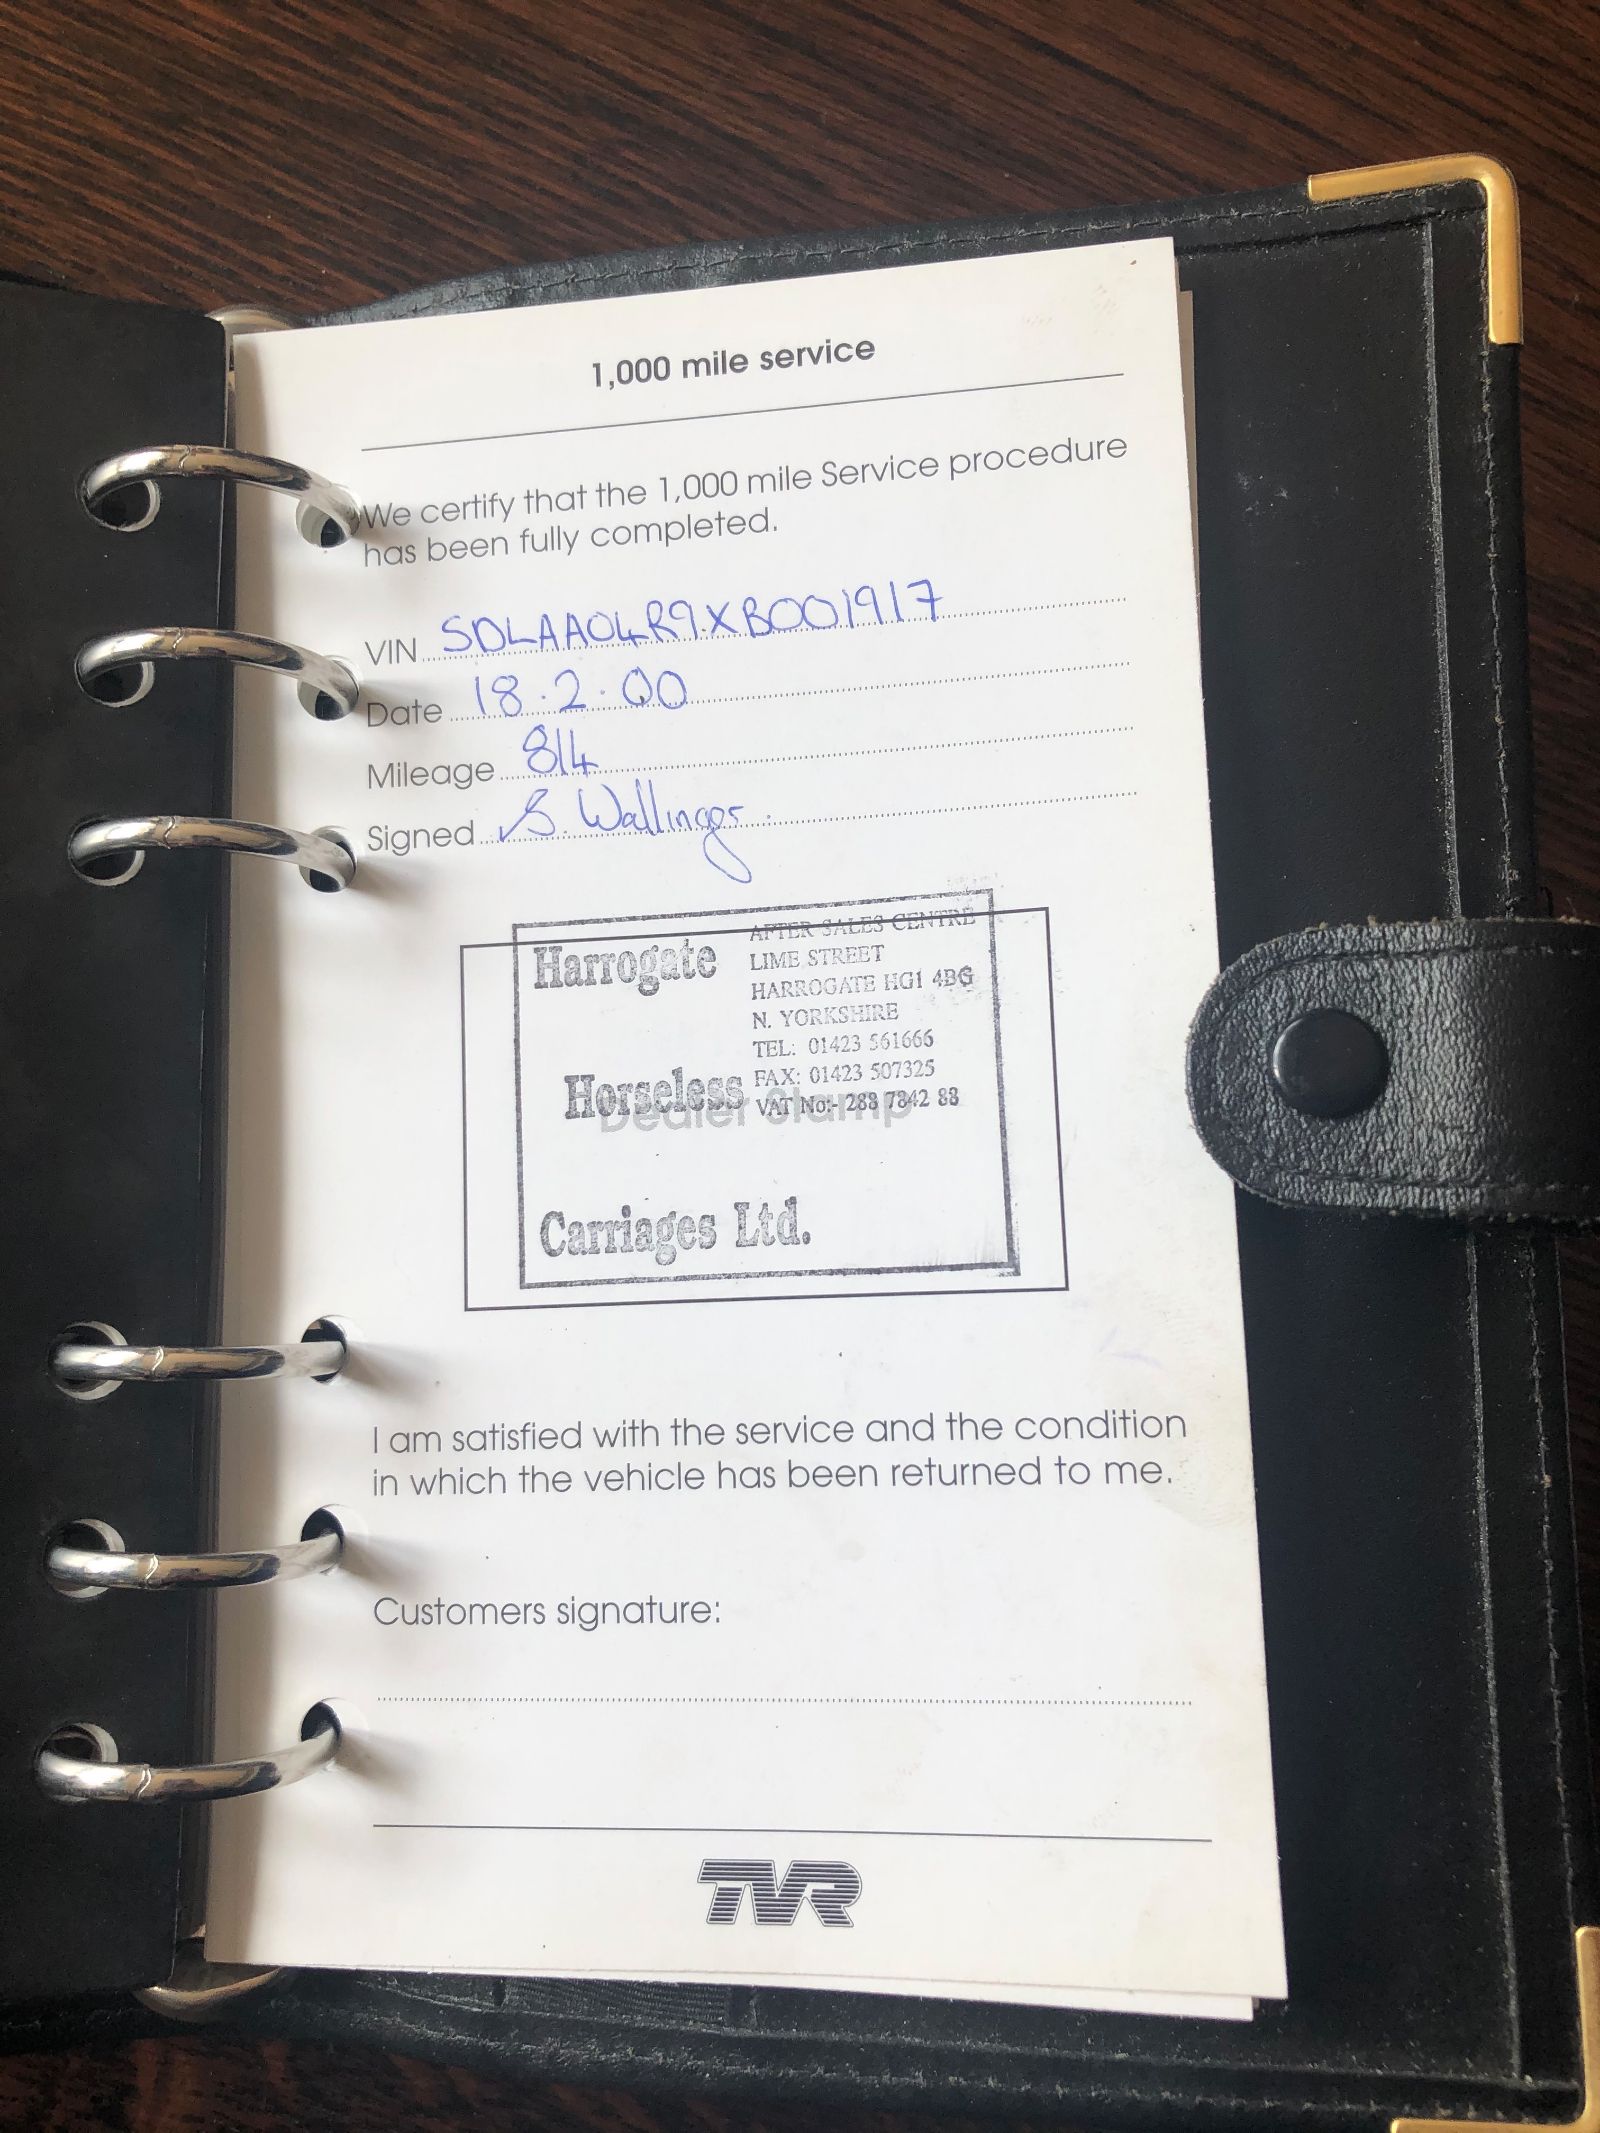 1,000 mile service
We certify that the 1,000 mile Service procedure
has been fully completed.
VIN SDLAA04R9XB001917
Date 18.2.00
Mileage 814
Signed S. Wallinger.
AFTER SALES CENTRE
Harrogate LIME STREET
HARROGATE HG1 4BG
N. YORKSHIRE
TEL: 01423 561666
FAX: 01423 507325
Horseless VAT No:- 288 7842 88
Dealer Stamp
Carriages Ltd.
I am satisfied with the service and the condition
in which the vehicle has been returned to me.
Customers signature:
TVR